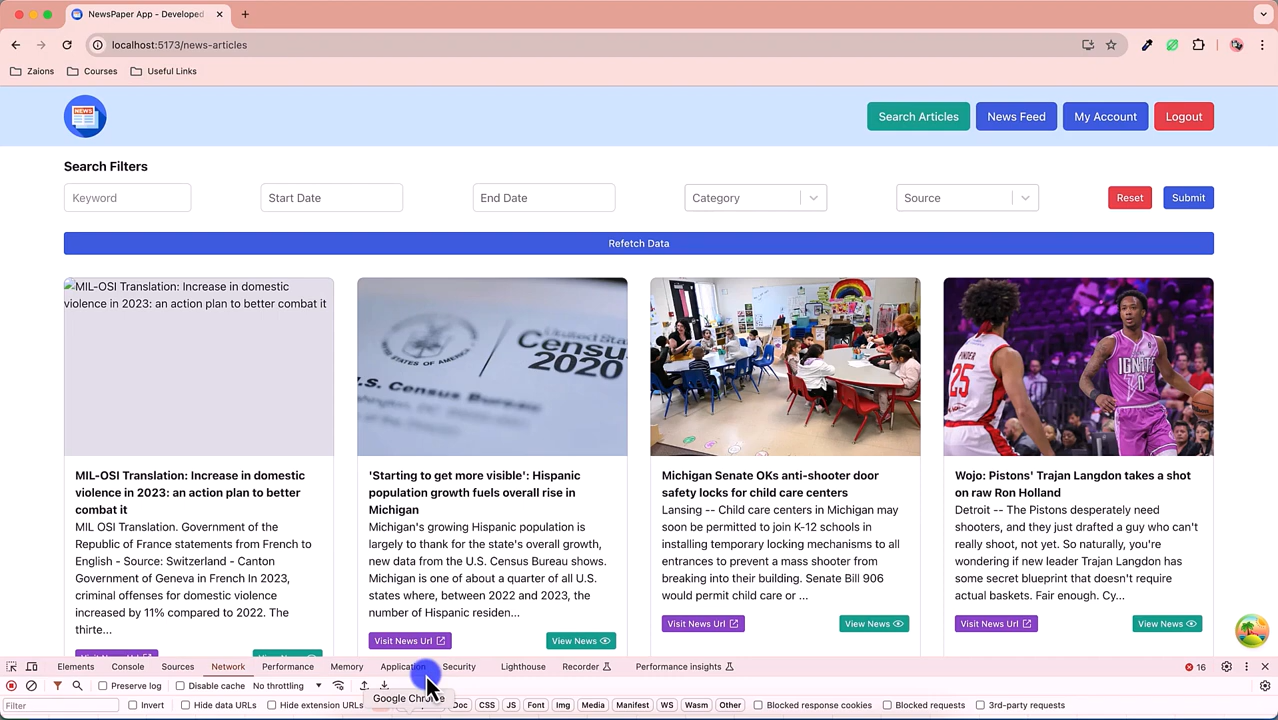 NewsPaper App - Developed
localhost:5173/news-articles
Zaions
Courses
Useful Links
NEWS
Search Articles
News Feed
My Account
Logout
Search Filters
Keyword
Start Date
End Date
Category
Source
Reset
Submit
Refetch Data
MIL-OSI Translation: Increase in domestic
violence in 2023: an action plan to better combat it
United States
Census
2020
U.S. Census Bureau
PINDER
25
IGNITE
0
MIL-OSI Translation: Increase in domestic
violence in 2023: an action plan to better
combat it
MIL OSI Translation. Government of the
Republic of France statements from French to
English - Source: Switzerland - Canton
Government of Geneva in French In 2023,
criminal offenses for domestic violence
increased by 11% compared to 2022. The
thirte...
'Starting to get more visible': Hispanic
population growth fuels overall rise in
Michigan
Michigan's growing Hispanic population is
largely to thank for the state's overall growth,
new data from the U.S. Census Bureau shows.
Michigan is one of about a quarter of all U.S.
states where, between 2022 and 2023, the
number of Hispanic residen...
Visit News Url
View News
Michigan Senate OKs anti-shooter door
safety locks for child care centers
Lansing -- Child care centers in Michigan may
soon be permitted to join K-12 schools in
installing temporary locking mechanisms to all
entrances to prevent a mass shooter from
breaking into their building. Senate Bill 906
would permit child care or ...
Visit News Url
View News
Wojo: Pistons' Trajan Langdon takes a shot
on raw Ron Holland
Detroit -- The Pistons desperately need
shooters, and they just drafted a guy who can't
really shoot, not yet. So naturally, you're
wondering if new leader Trajan Langdon has
some secret blueprint that doesn't require
actual baskets. Fair enough. Cy...
Visit News Url
View News
Elements
Console
Sources
Network
Performance
Memory
Application
Security
Lighthouse
Recorder
Performance insights
16
Preserve log
Disable cache
No throttling
Google Chrome
Filter
Invert
Hide data URLs
Hide extension URLs
Doc
CSS
JS
Font
Img
Media
Manifest
WS
Wasm
Other
Blocked response cookies
Blocked requests
3rd-party requests